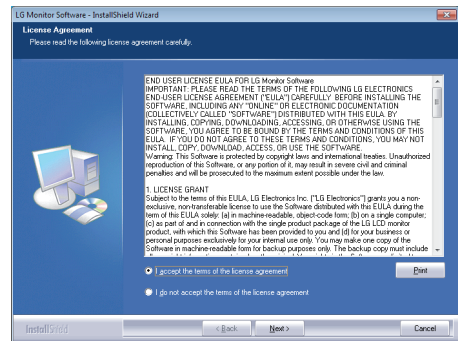 LG Monitor Software - InstallShield Wizard
License Agreement
Please read the following license agreement carefully.
END USER LICENSE EULA FOR LG Monitor Software
IMPORTANT: PLEASE READ THE TERMS OF THE FOLLOWING LG ELECTRONICS
END-USER LICENSE AGREEMENT ("EULA") CAREFULLY BEFORE INSTALLING THE
SOFTWARE, INCLUDING ANY "ONLINE" OR ELECTRONIC DOCUMENTATION
(COLLECTIVELY CALLED "SOFTWARE") DISTRIBUTED WITH THIS EULA. BY
INSTALLING, COPYING, DOWNLOADING, ACCESSING, OR OTHERWISE USING THE
SOFTWARE, YOU AGREE TO BE BOUND BY THE TERMS AND CONDITIONS OF THIS
EULA. IF YOU DO NOT AGREE TO THESE TERMS AND CONDITIONS, YOU MAY NOT
INSTALL, COPY, DOWNLOAD, ACCESS, OR USE THE SOFTWARE.
Warning: This Software is protected by copyright laws and international treaties. Unauthorized
reproduction of this Software, or any portion of it, may result in severe civil and criminal
penalties and will be prosecuted to the maximum extent possible under the law.
1. LICENSE GRANT
Subject to the terms of this EULA, LG Electronics Inc. ("LG Electronics") grants you a non-
exclusive, non-transferable license to use the Software distributed with this EULA during the
term of this EULA solely: (a) in machine-readable, object-code form; (b) on a single computer;
(c) as part of and in connection with the single product package of the LG LCD monitor
product, with which this Software has been provided to you and (d) for your business or
personal purposes exclusively for your internal use only. You may make one copy of the
Software in machine-readable form for backup purposes only. The backup copy must include
I accept the terms of the license agreement
Print
I do not accept the terms of the license agreement
InstallShield
< Back
Next >
Cancel